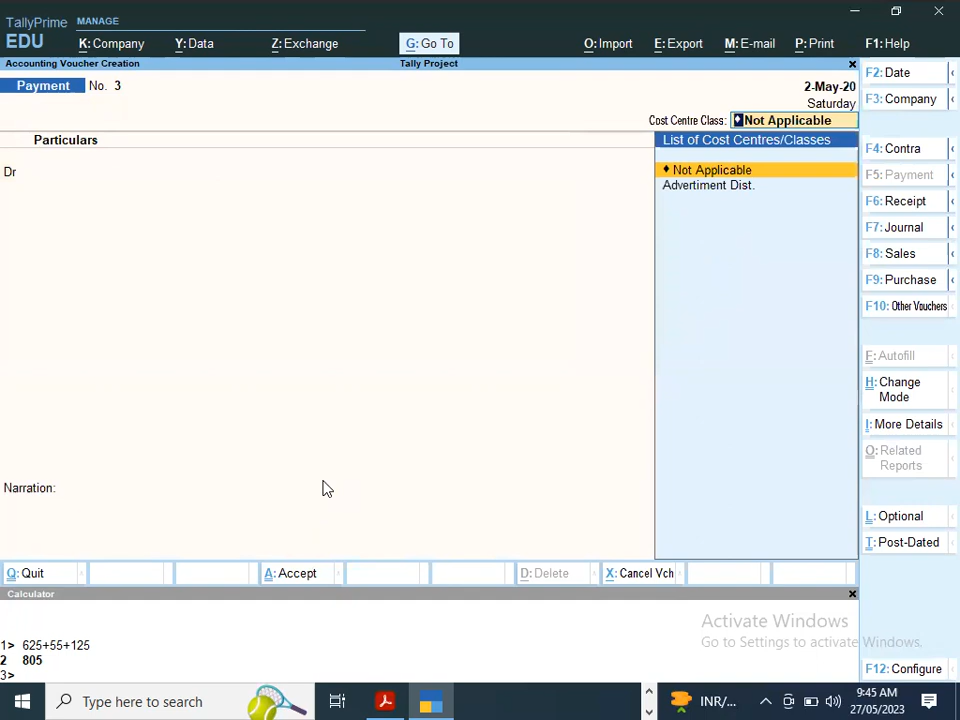 TallyPrime MANAGE
EDU
K: Company Y: Data Z: Exchange G: Go To O: Import E: Export M: E-mail P: Print F1: Help
Accounting Voucher Creation Tally Project
Payment No. 3 2-May-20
Saturday
Cost Centre Class: ♦ Not Applicable
Particulars List of Cost Centres/Classes
♦ Not Applicable
Dr
Advertiment Dist.
Narration:
Q: Quit A: Accept D: Delete X: Cancel Vch
F2: Date
F3: Company
F4: Contra
F5: Payment
F6: Receipt
F7: Journal
F8: Sales
F9: Purchase
F10: Other Vouchers
F: Autofill
H: Change
Mode
I: More Details
O: Related
Reports
L: Optional
T: Post-Dated
F12: Configure
Calculator
1> 625+55+125
2 805
3>
Activate Windows
Go to Settings to activate Windows.
Type here to search
INR/...
9:45 AM
27/05/2023